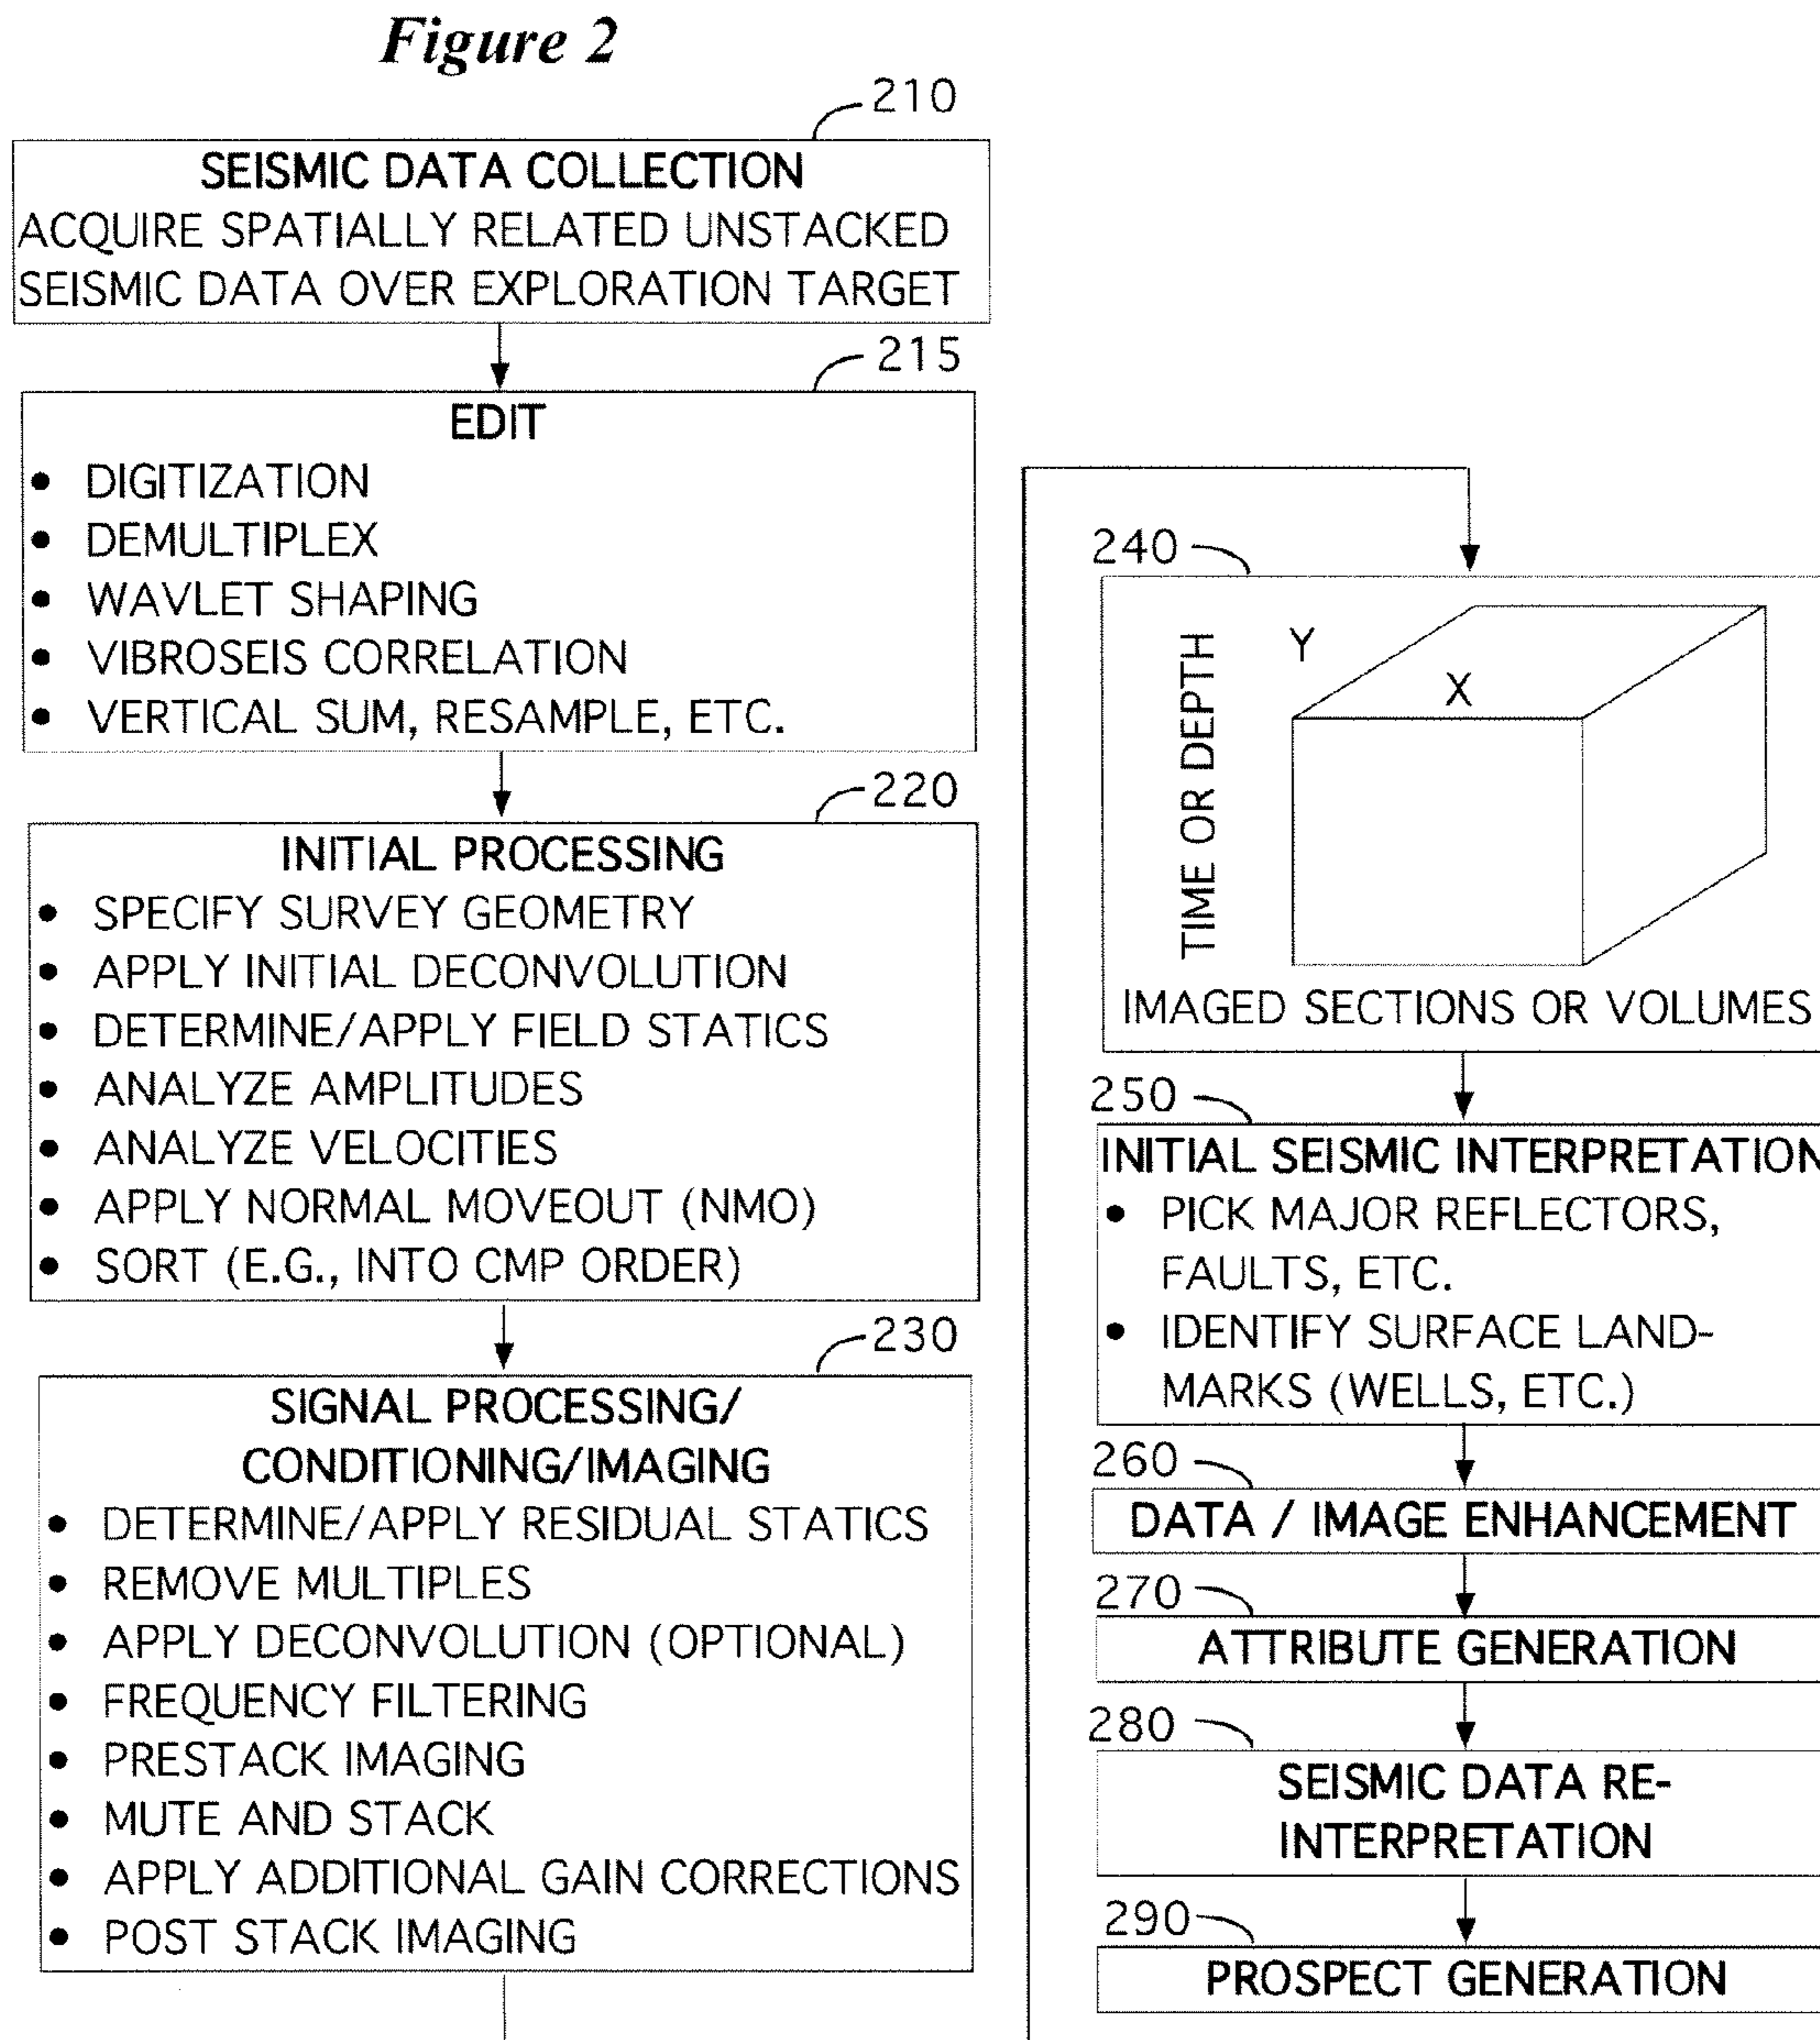 Figure 2
210
SEISMIC DATA COLLECTION
ACQUIRE SPATIALLY RELATED UNSTACKED
SEISMIC DATA OVER EXPLORATION TARGET
215
EDIT
• DIGITIZATION
• DEMULTIPLEX
• WAVLET SHAPING
• VIBROSEIS CORRELATION
• VERTICAL SUM, RESAMPLE, ETC.
220
INITIAL PROCESSING
• SPECIFY SURVEY GEOMETRY
• APPLY INITIAL DECONVOLUTION
• DETERMINE/APPLY FIELD STATICS
• ANALYZE AMPLITUDES
• ANALYZE VELOCITIES
• APPLY NORMAL MOVEOUT (NMO)
• SORT (E.G., INTO CMP ORDER)
230
SIGNAL PROCESSING/
CONDITIONING/IMAGING
• DETERMINE/APPLY RESIDUAL STATICS
• REMOVE MULTIPLES
• APPLY DECONVOLUTION (OPTIONAL)
• FREQUENCY FILTERING
• PRESTACK IMAGING
• MUTE AND STACK
• APPLY ADDITIONAL GAIN CORRECTIONS
• POST STACK IMAGING
240
TIME OR DEPTH
Y
X
IMAGED SECTIONS OR VOLUMES
250
INITIAL SEISMIC INTERPRETATION
• PICK MAJOR REFLECTORS,
FAULTS, ETC.
• IDENTIFY SURFACE LAND-
MARKS (WELLS, ETC.)
260
DATA / IMAGE ENHANCEMENT
270
ATTRIBUTE GENERATION
280
SEISMIC DATA RE-
INTERPRETATION
290
PROSPECT GENERATION